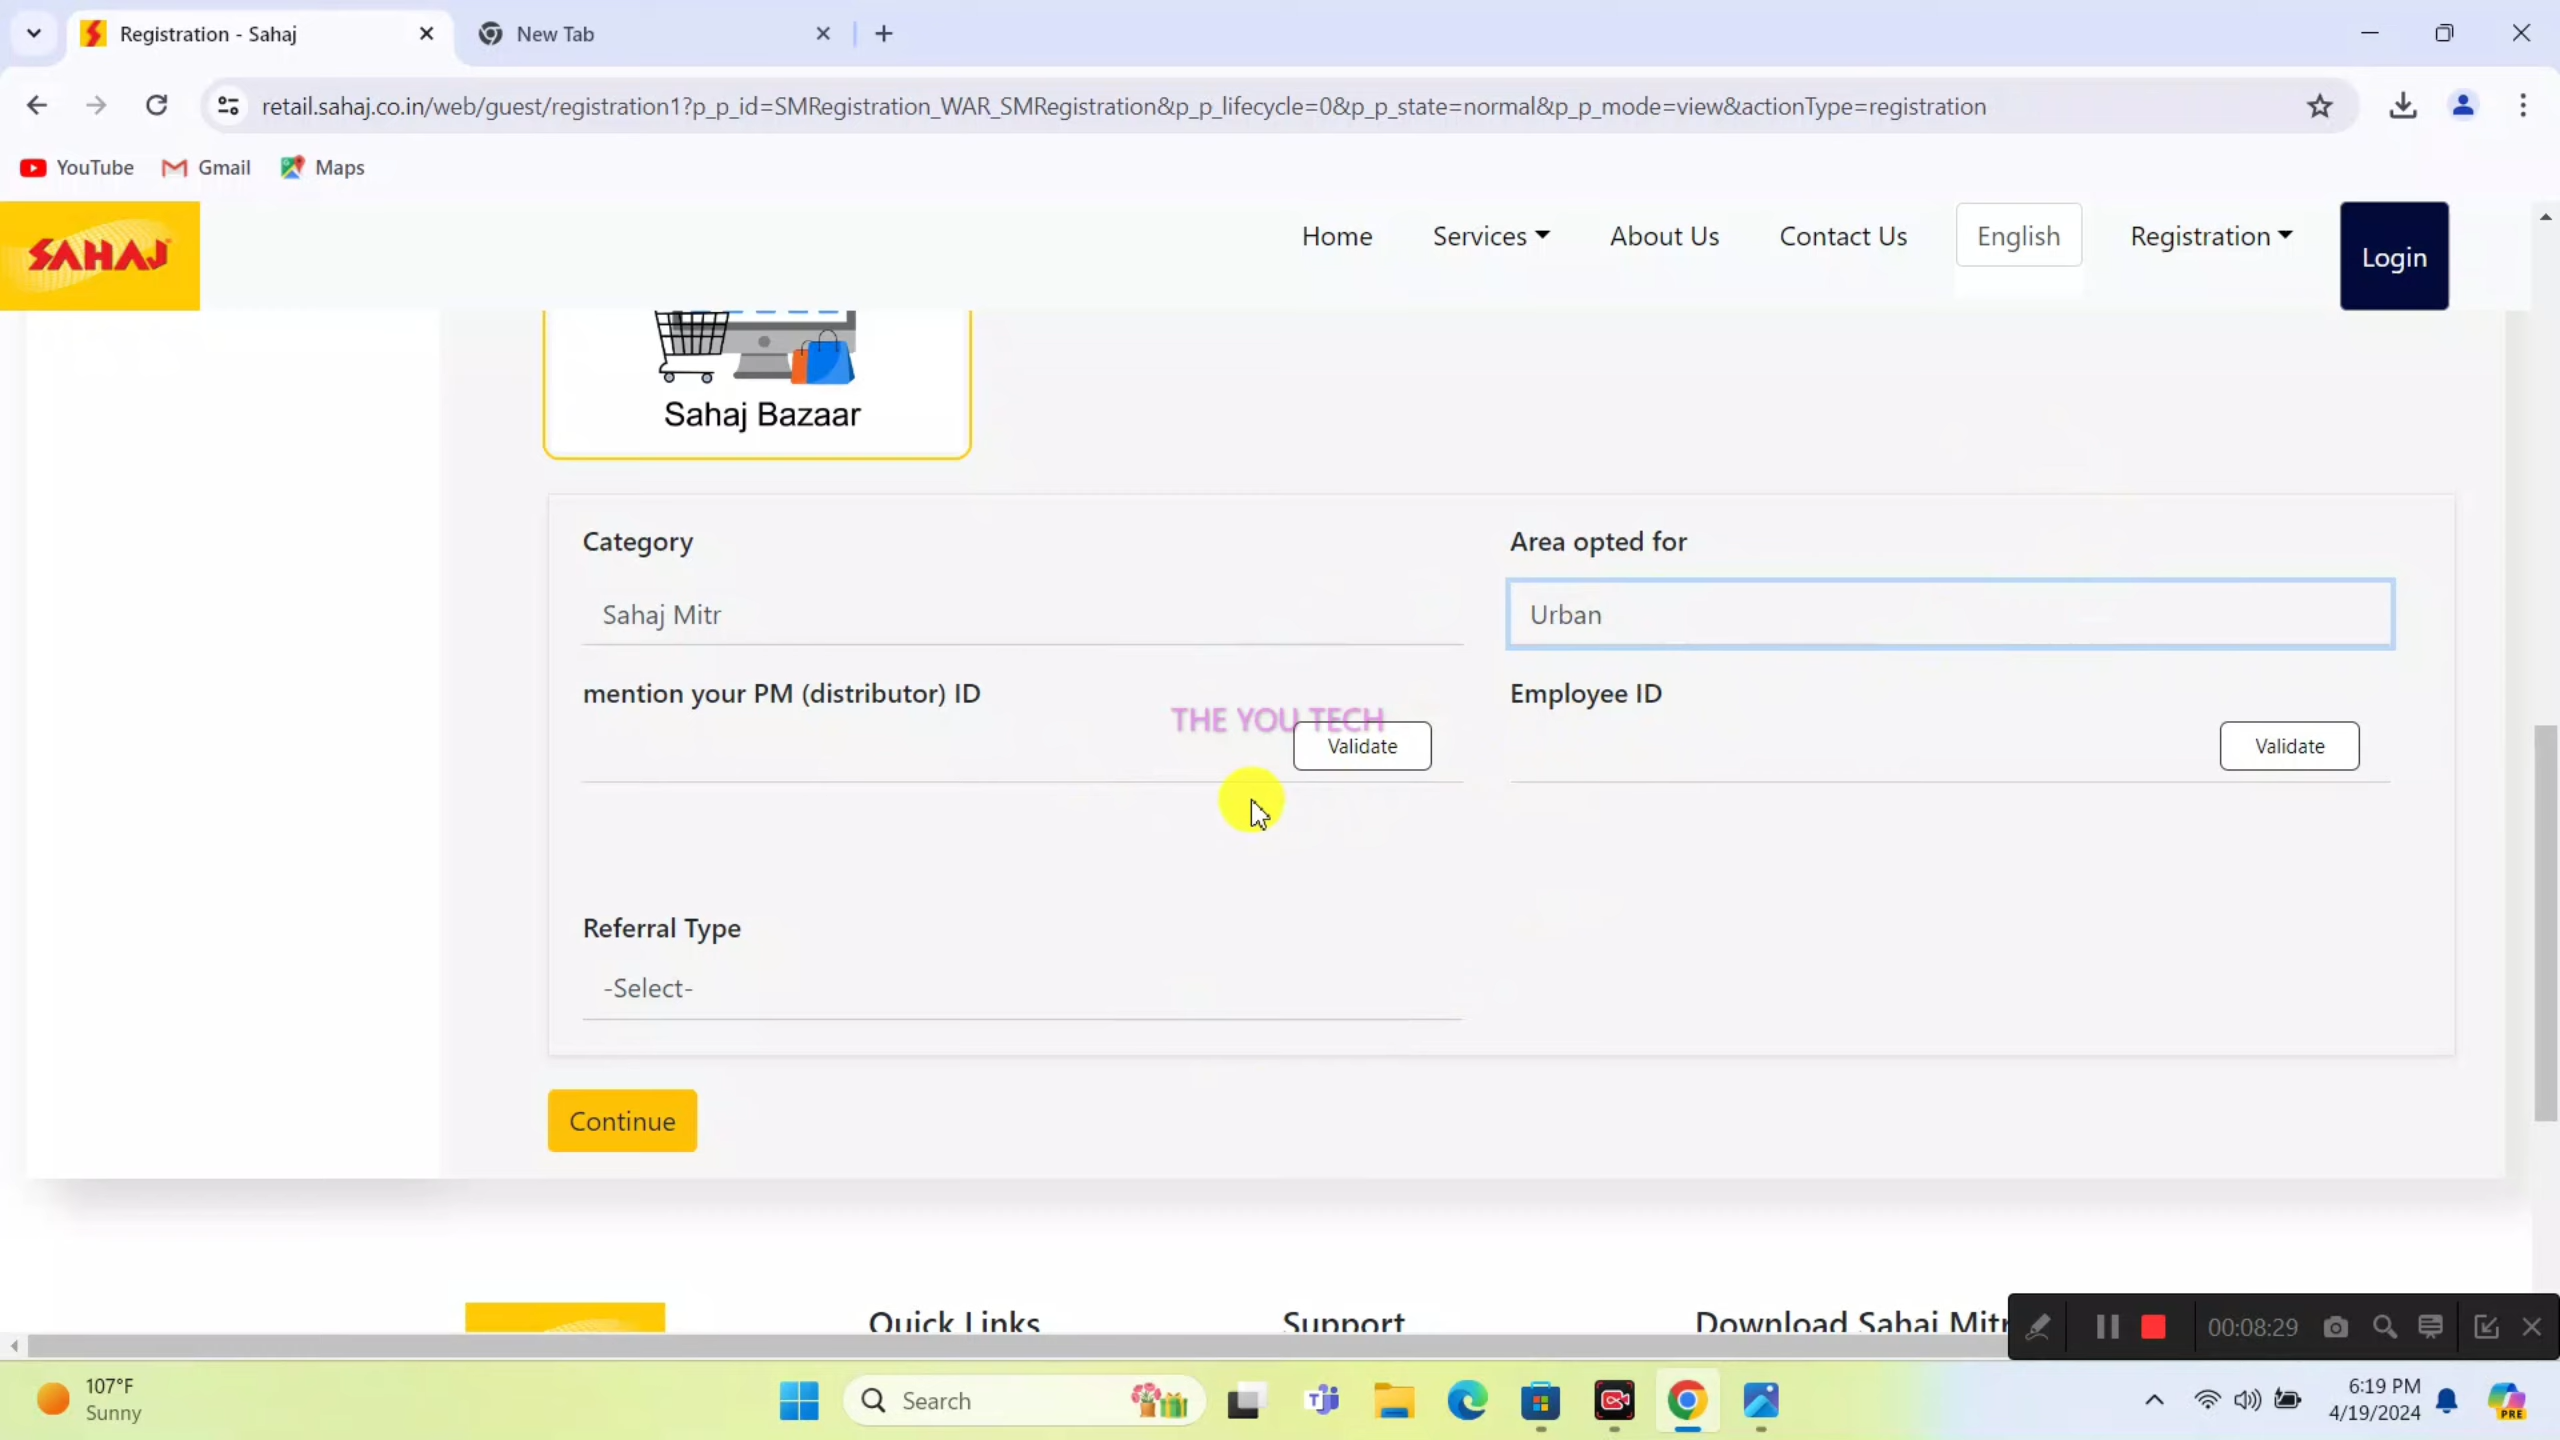 Registration - Sahaj
New Tab
retail.sahaj.co.in/web/guest/registration1?p_p_id=SMRegistration_WAR_SMRegistration&p_p_lifecycle=0&p_p_state=normal&p_p_mode=view&actionType=registration
YouTube Gmail Maps
SAHAJ
Home Services About Us Contact Us English Registration Login
Sahaj Bazaar
Category Area opted for
Sahaj Mitr Urban
mention your PM (distributor) ID Employee ID
THE YOU TECH
Validate Validate
Referral Type
-Select-
Continue
Quick Links Support Download Sahaj Mitr
00:08:29
107°F
Sunny
Search
6:19 PM
4/19/2024
PRE